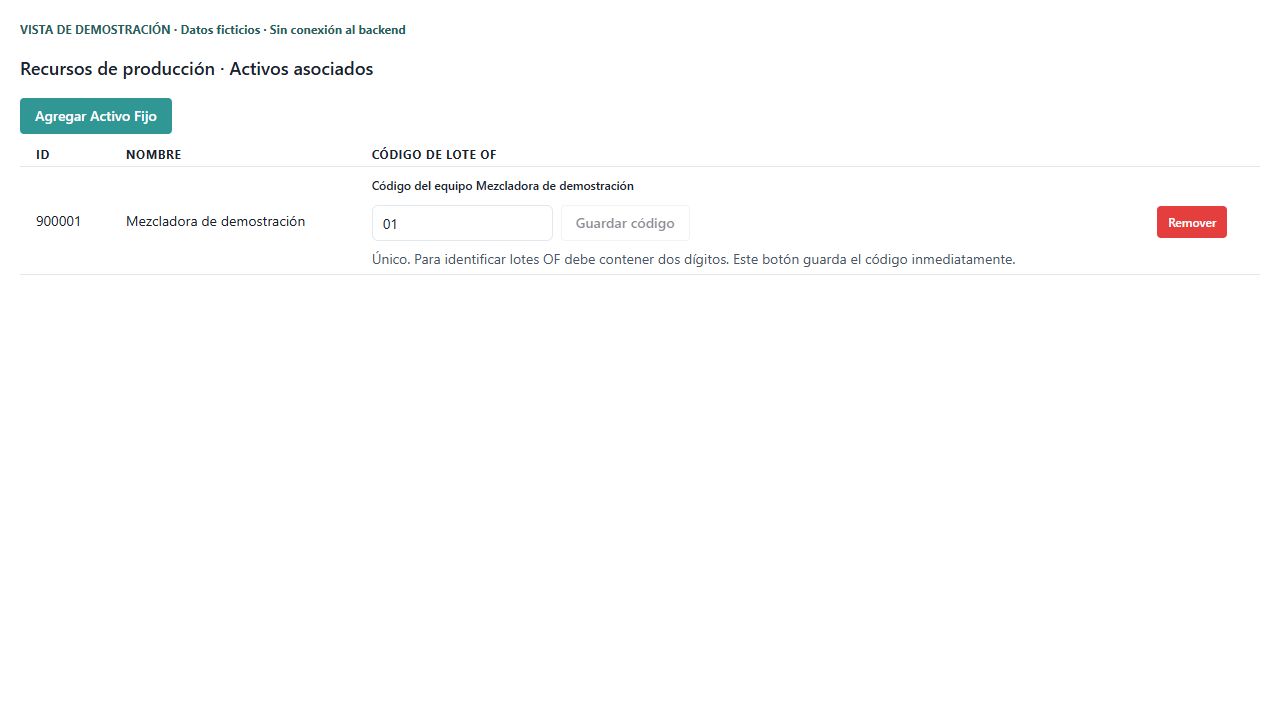 VISTA DE DEMOSTRACIÓN · Datos ficticios · Sin conexión al backend
Recursos de producción · Activos asociados
Agregar Activo Fijo
ID NOMBRE CÓDIGO DE LOTE OF
Código del equipo Mezcladora de demostración
900001 Mezcladora de demostración 01 Guardar código Remover
Único. Para identificar lotes OF debe contener dos dígitos. Este botón guarda el código inmediatamente.